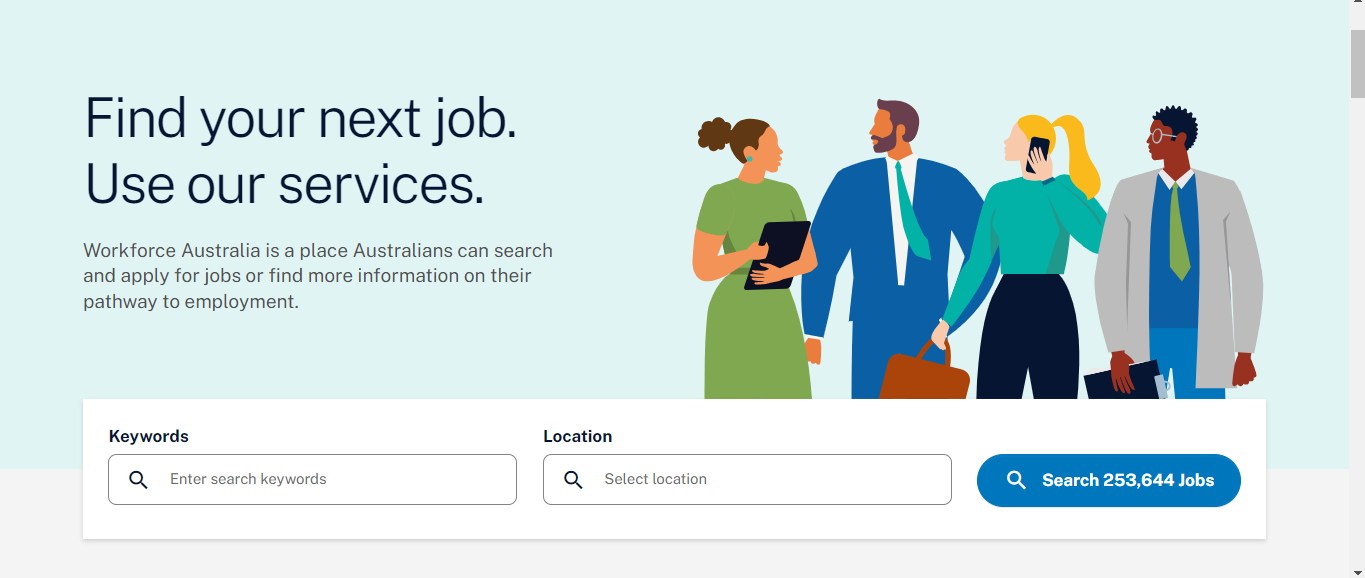 Find your next job.
Use our services.
Workforce Australia is a place Australians can search
and apply for jobs or find more information on their
pathway to employment.
Keywords
Enter search keywords
Location
Select location
Search 253,644 Jobs